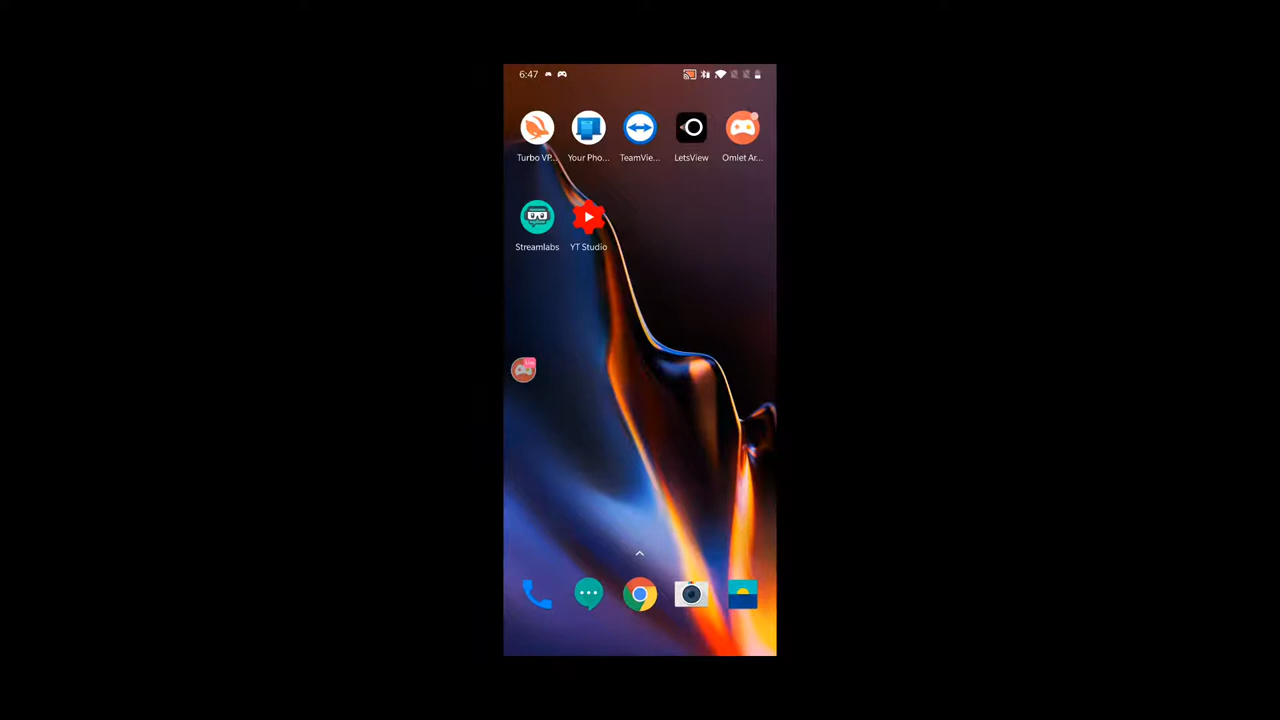 6:47
Turbo VP...
Your Pho...
TeamVie...
LetsView
Omlet Ar...
Streamlabs
YT Studio